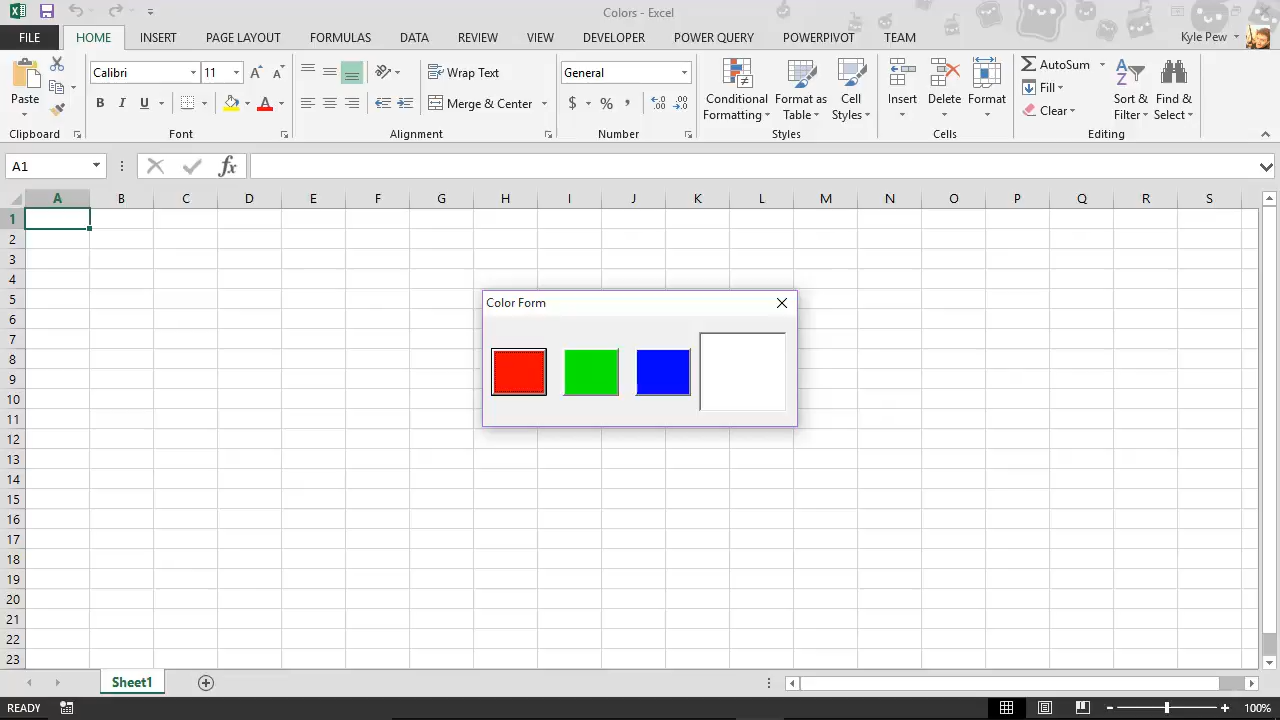 Colors - Excel
FILE HOME INSERT PAGE LAYOUT FORMULAS DATA REVIEW VIEW DEVELOPER POWER QUERY POWERPIVOT TEAM Kyle Pew
Calibri 11 Wrap Text General AutoSum
Paste Conditional Formatting Format as Table Cell Styles Insert Delete Format Fill Sort & Filter Find & Select
B I U A Merge & Center $ % , Clear
Clipboard Font Alignment Number Styles Cells Editing
A1 fx
A B C D E F G H I J K L M N O P Q R S
1
2
3
4
5
Color Form
6
7
8
9
10
11
12
13
14
15
16
17
18
19
20
21
22
23
Sheet1
READY 100%